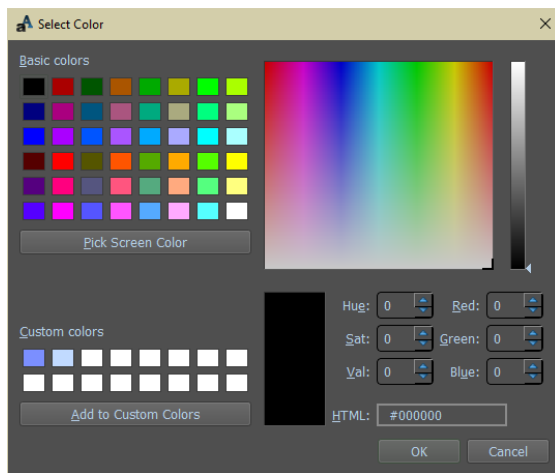 aA Select Color
Basic colors
Pick Screen Color
Custom colors
Add to Custom Colors
Hue: 0 Red: 0
Sat: 0 Green: 0
Val: 0 Blue: 0
HTML: #000000
OK Cancel